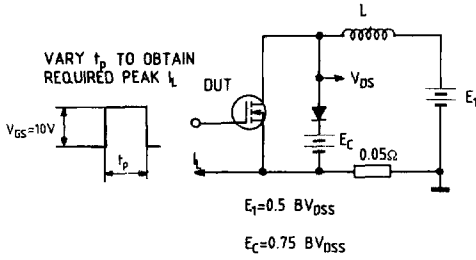 VARY tp TO OBTAIN
REQUIRED PEAK IL
VGS=10V
tp
DUT
IL
L
VDS
EC
0.05Ω
E1
E1=0.5 BVDSS
EC=0.75 BVDSS